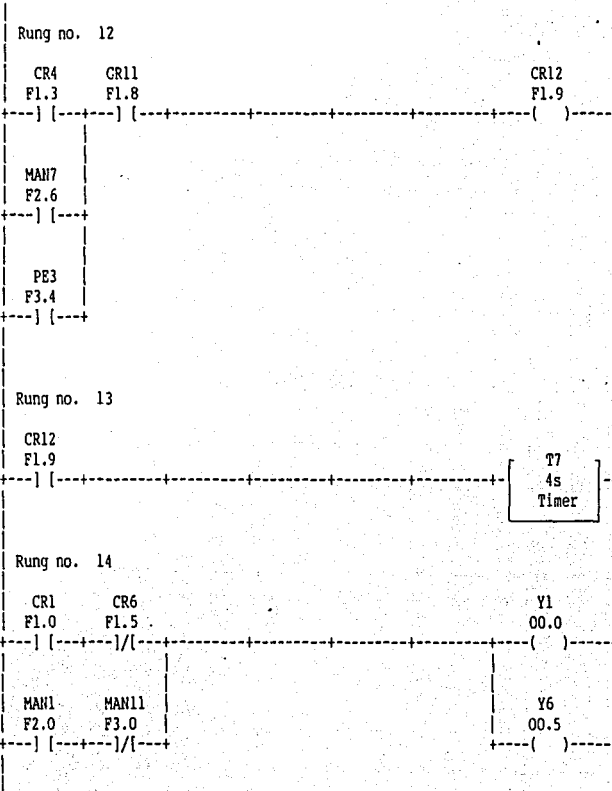 Rung no. 12
CR4 CR11 CR12
F1.3 F1.8 F1.9
MAN7
F2.6
PE3
F3.4
Rung no. 13
CR12
F1.9
T7
4s
Timer
Rung no. 14
CR1 CR6 Y1
F1.0 F1.5 O0.0
MAN1 MAN11 Y6
F2.0 F3.0 O0.5